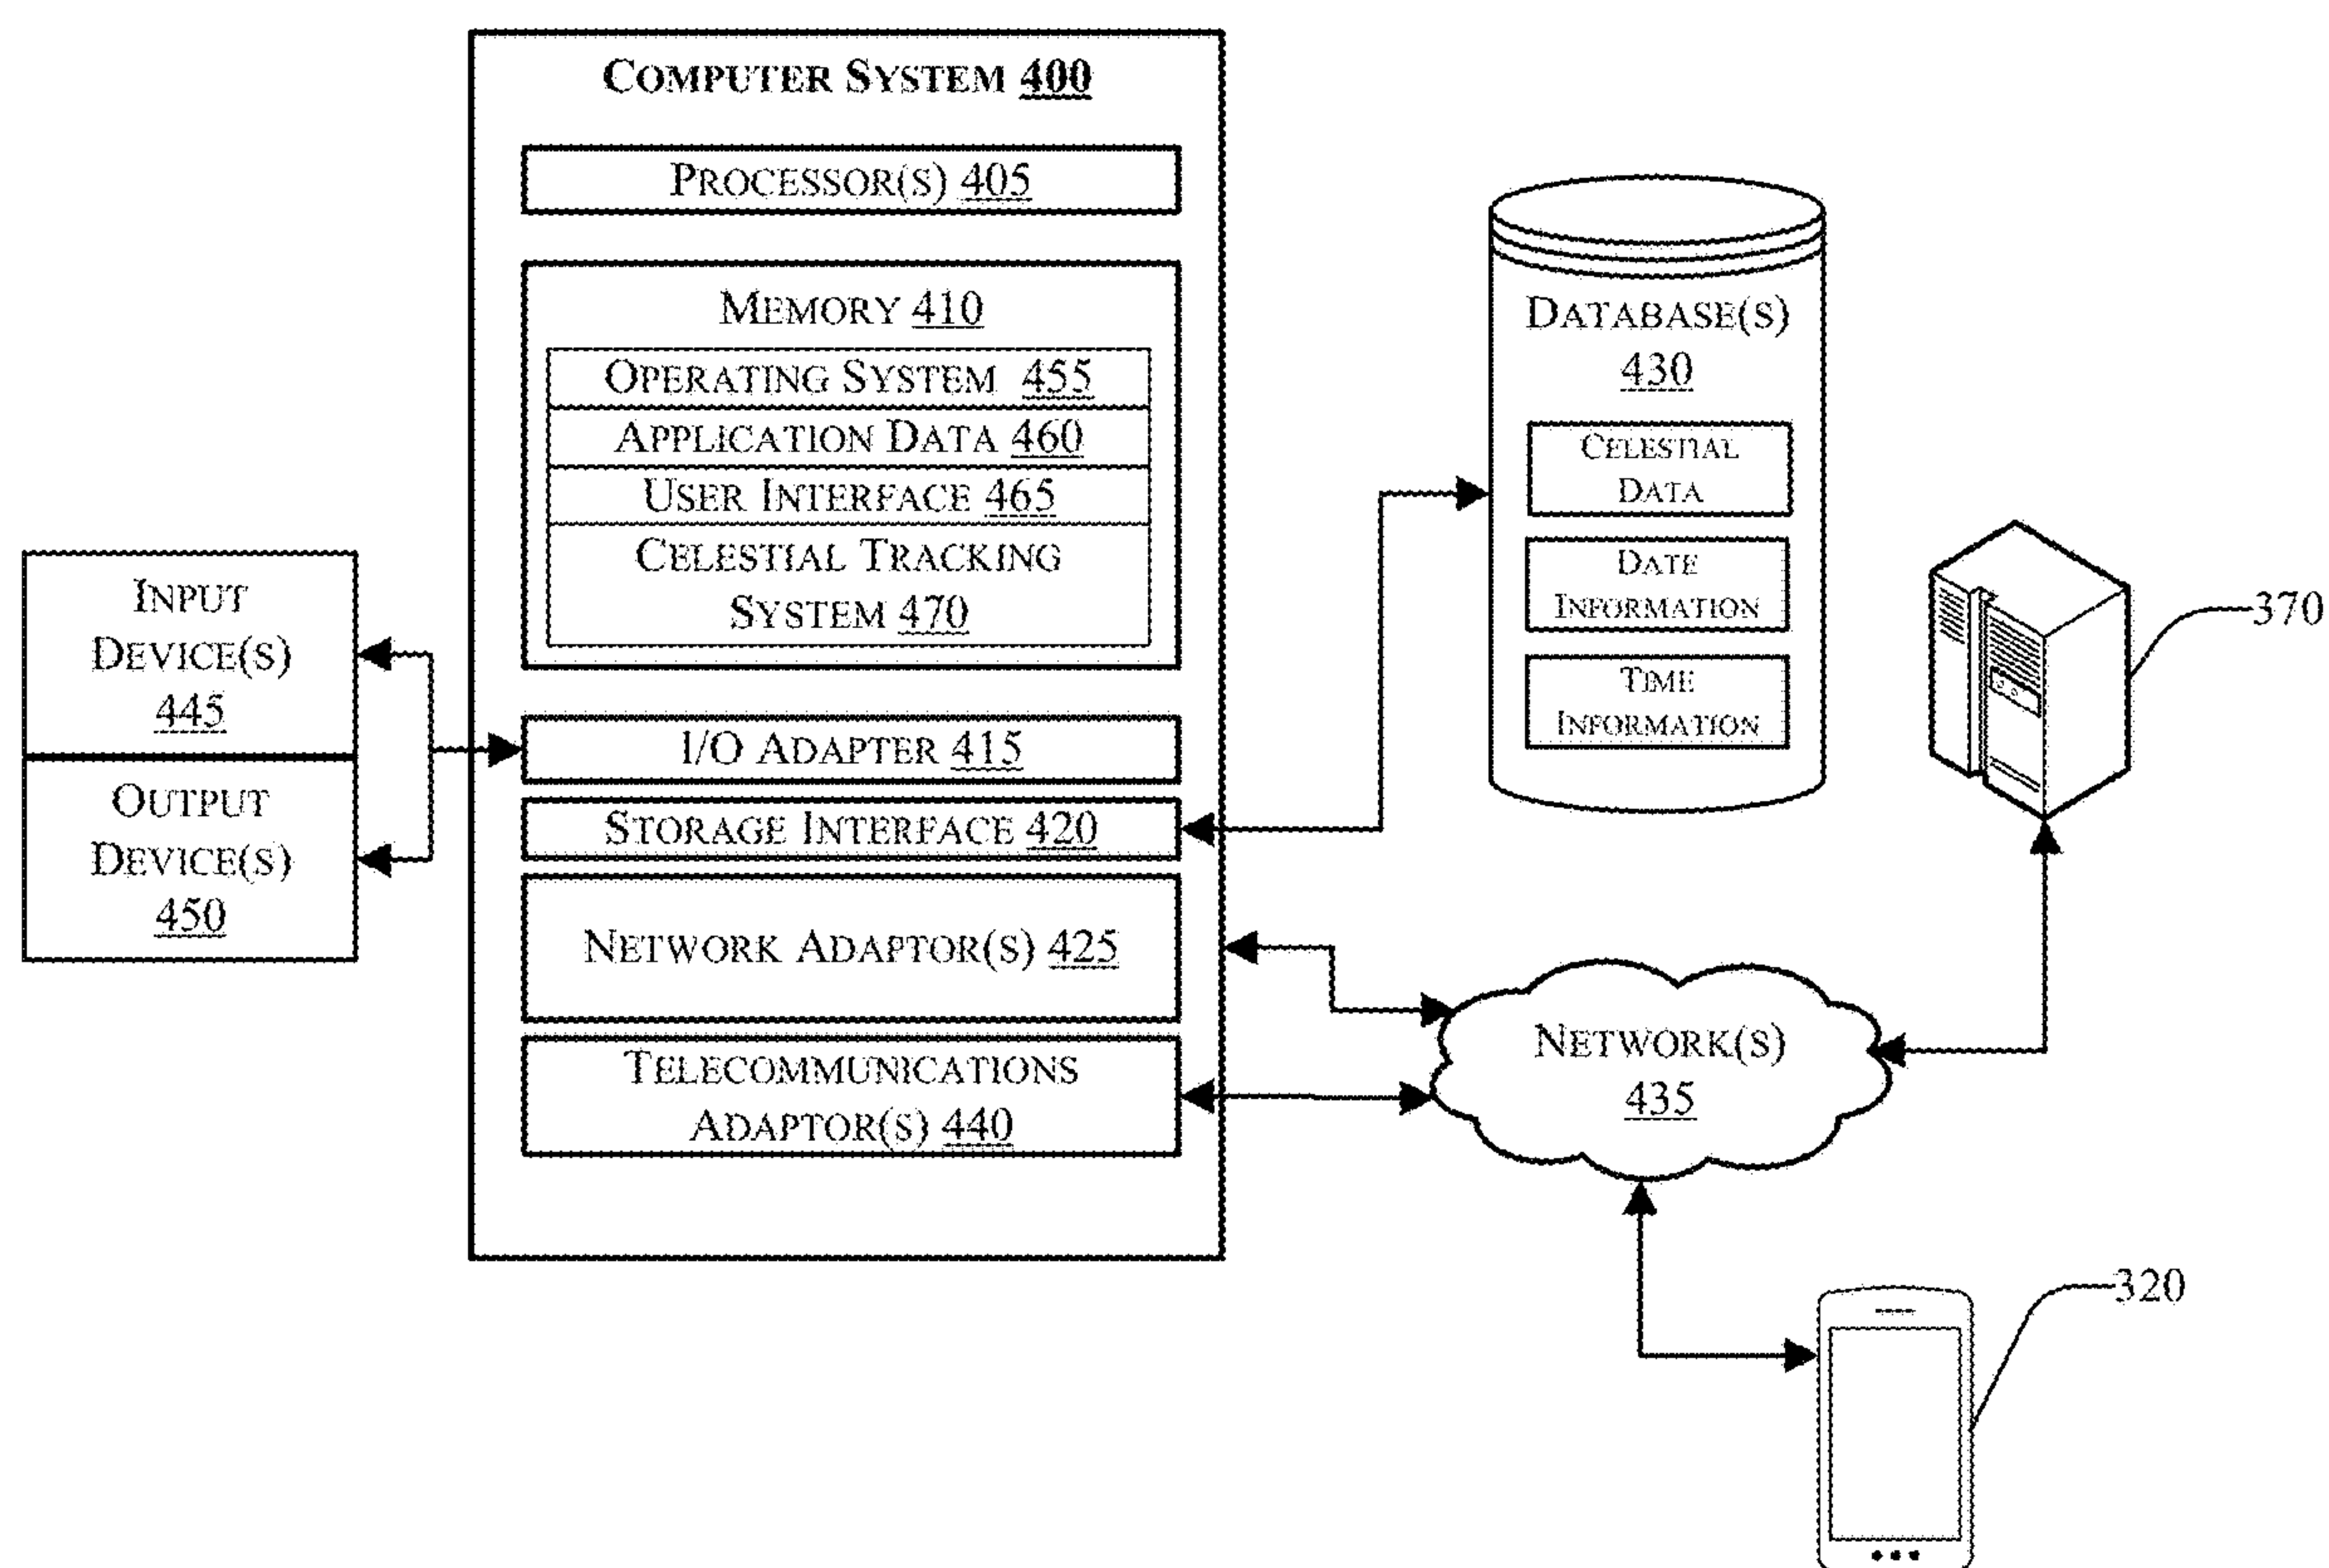 COMPUTER SYSTEM 400
PROCESSOR(S) 405
MEMORY 410
OPERATING SYSTEM 455
APPLICATION DATA 460
USER INTERFACE 465
CELESTIAL TRACKING
SYSTEM 470
I/O ADAPTER 415
STORAGE INTERFACE 420
NETWORK ADAPTOR(S) 425
TELECOMMUNICATIONS
ADAPTOR(S) 440
INPUT
DEVICE(S)
445
OUTPUT
DEVICE(S)
450
DATABASE(S)
430
CELESTIAL
DATA
DATE
INFORMATION
TIME
INFORMATION
370
NETWORK(S)
435
320